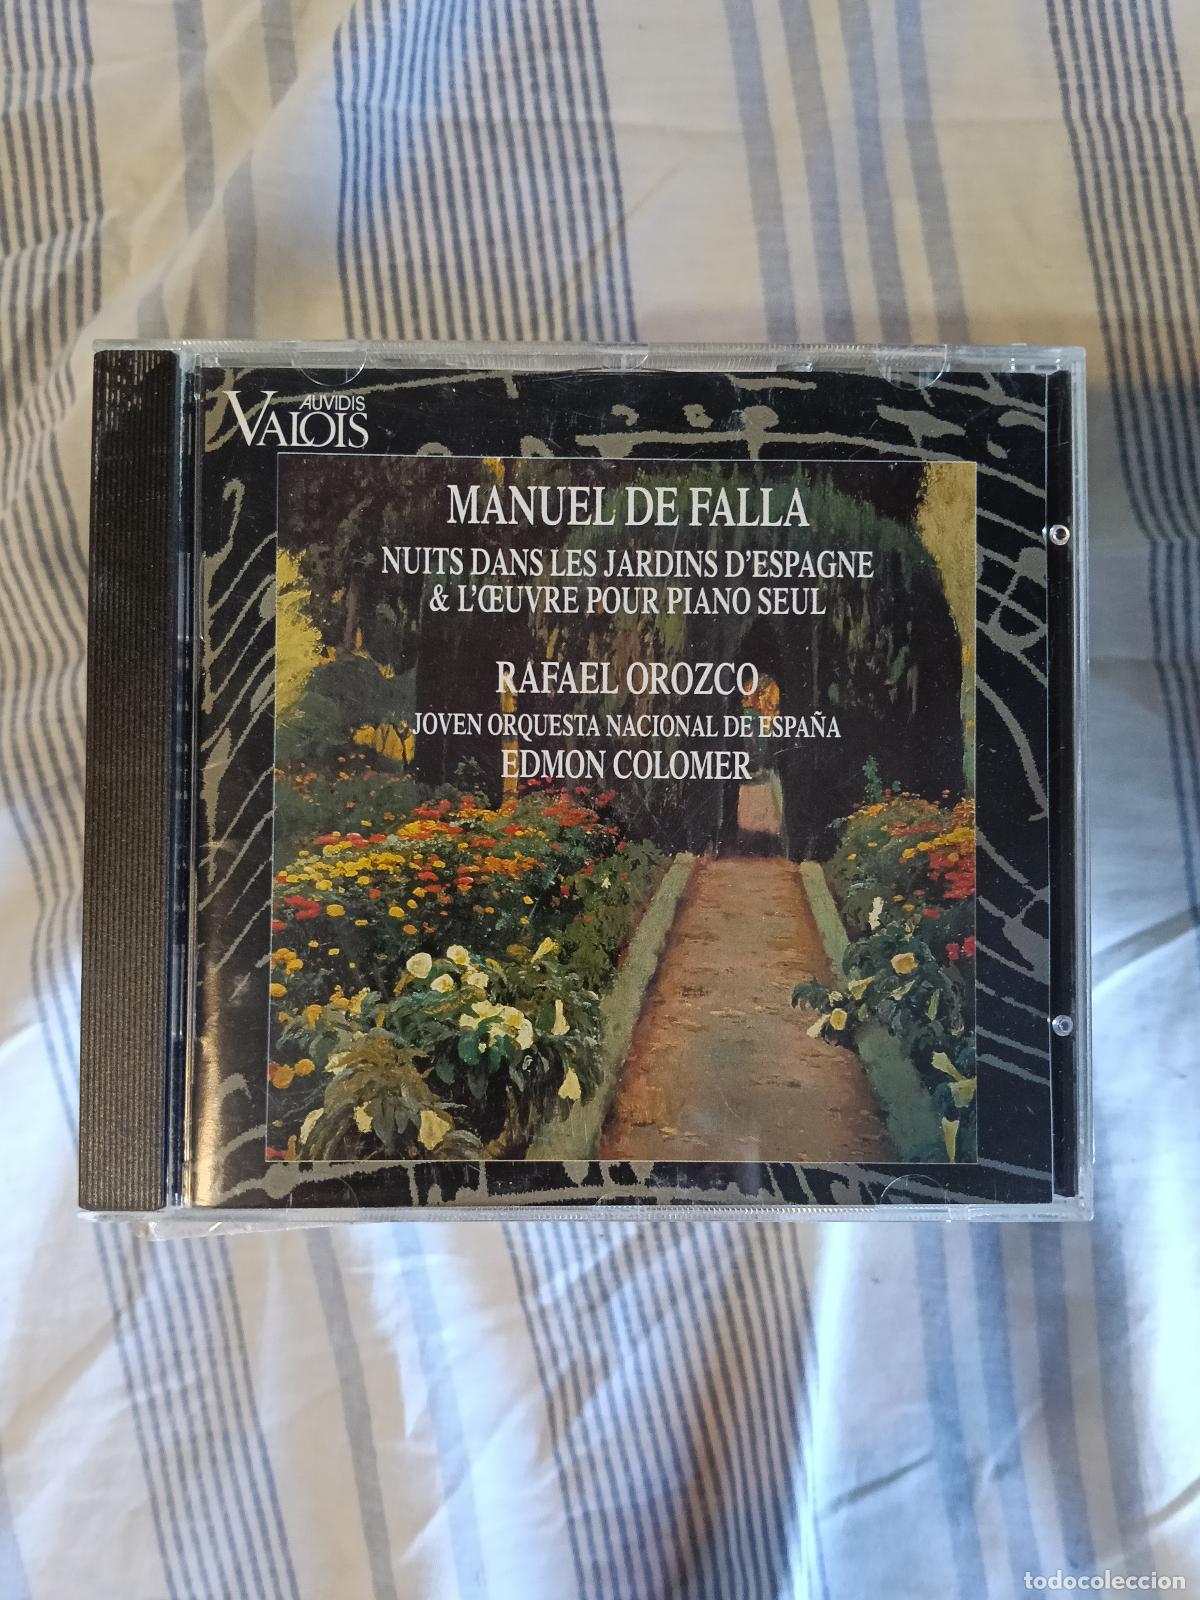 AUVIDIS
VALOIS
MANUEL DE FALLA
NUITS DANS LES JARDINS D'ESPAGNE
& L'ŒUVRE POUR PIANO SEUL
RAFAEL OROZCO
JOVEN ORQUESTA NACIONAL DE ESPAÑA
EDMON COLOMER
todocoleccion